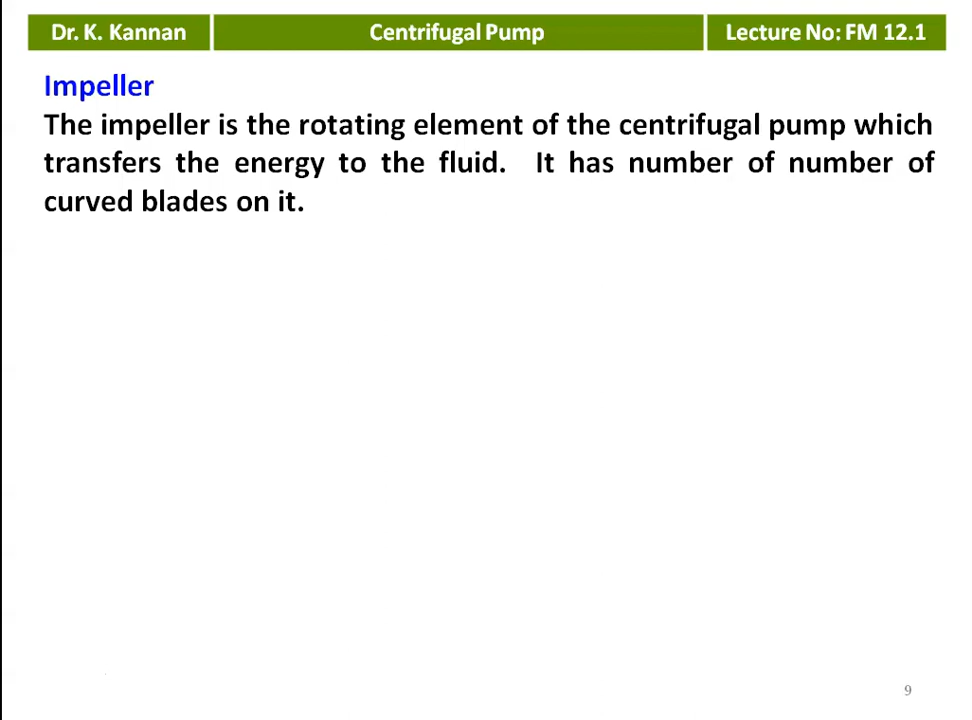 Dr. K. Kannan
Centrifugal Pump
Lecture No: FM 12.1
Impeller
The impeller is the rotating element of the centrifugal pump which
transfers the energy to the fluid. It has number of number of
curved blades on it.
9